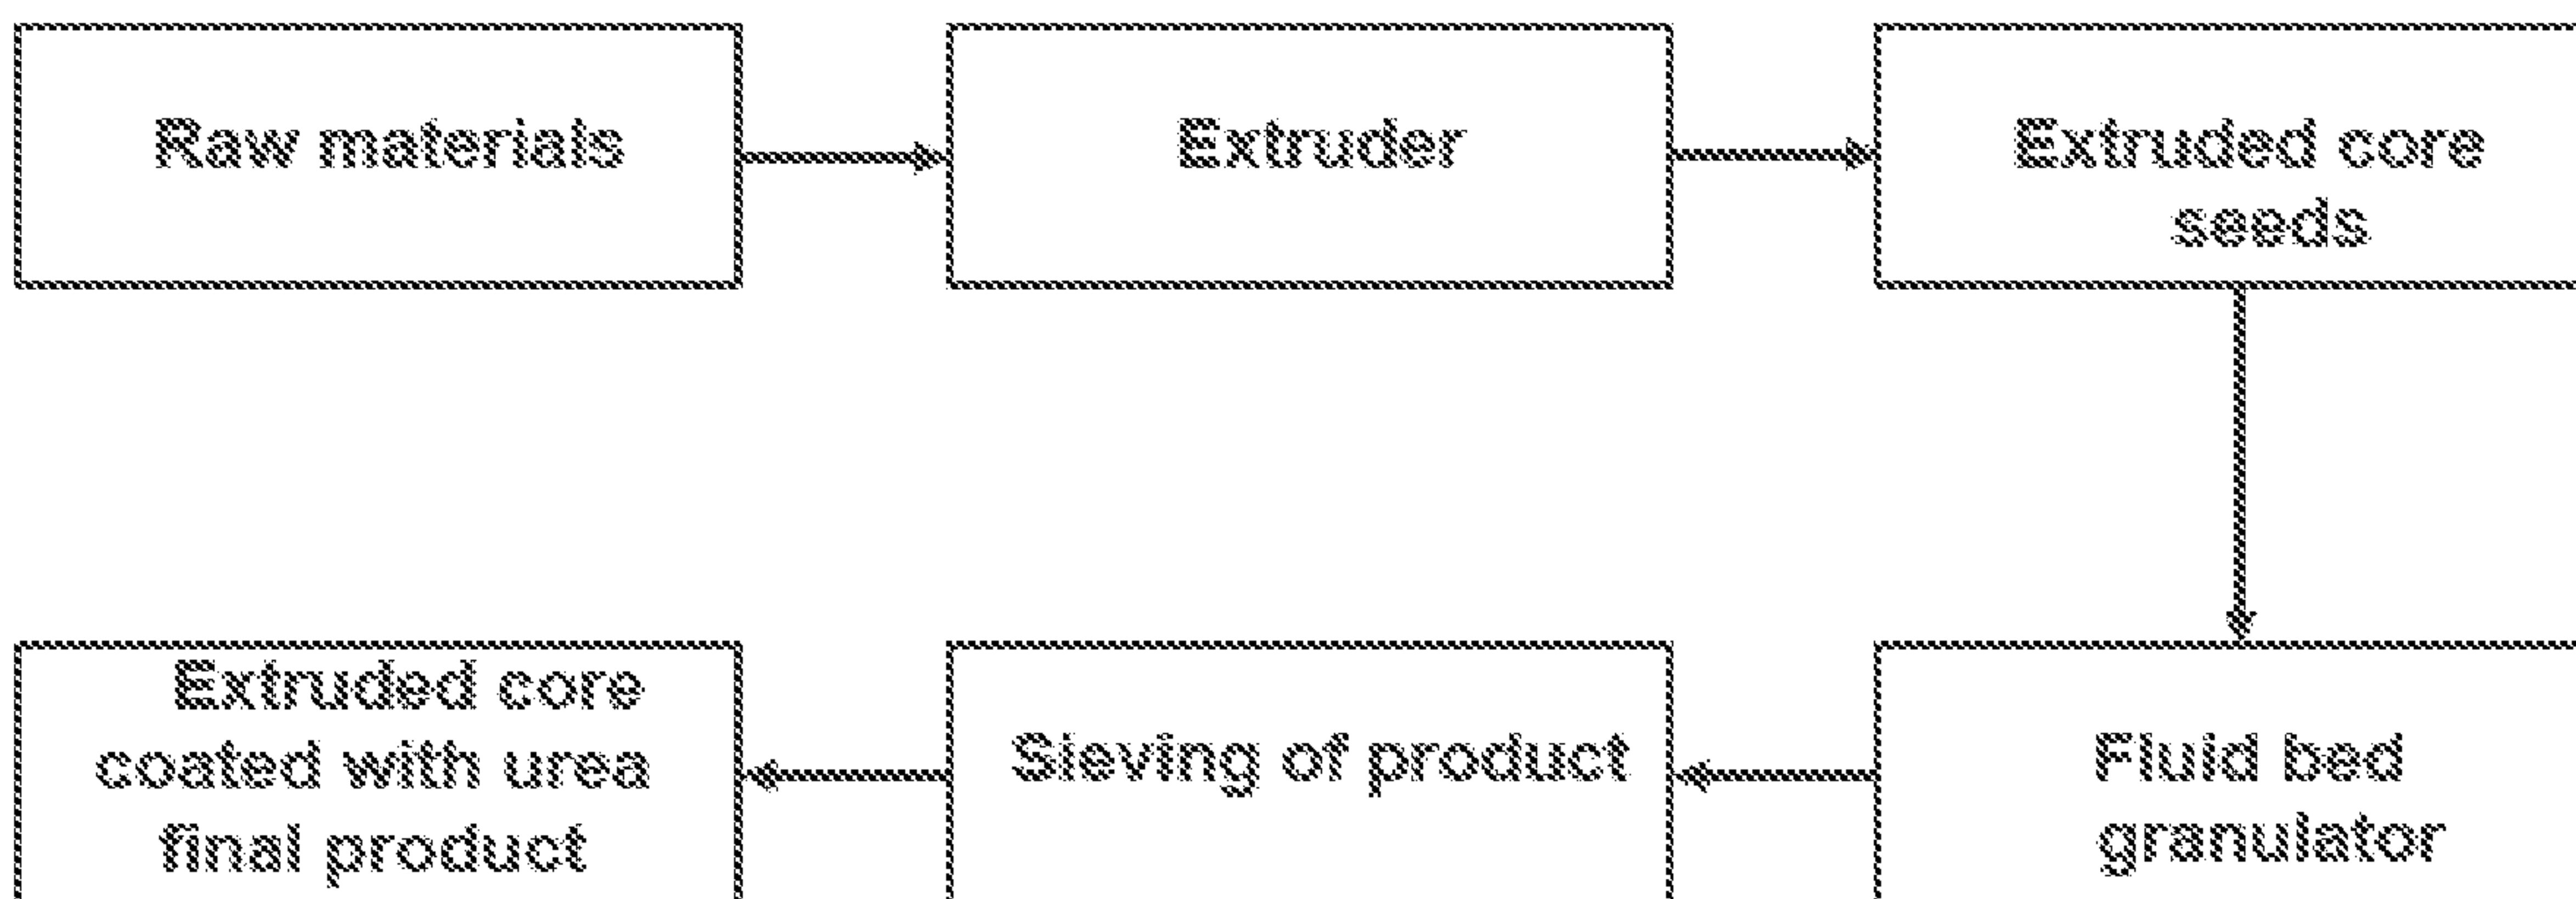 Raw materials
Extruder
Extruded core
seeds
Extruded core
coated with urea
final product
Sieving of product
Fluid bed
granulator